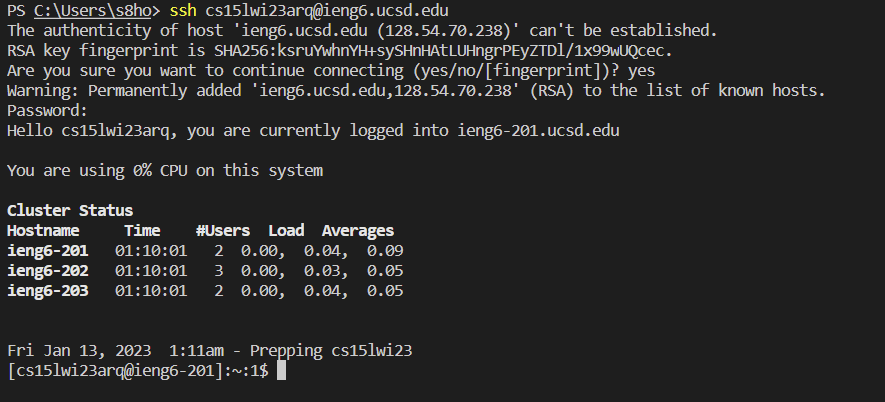 PS C:\Users\s8ho> ssh cs15lwi23arq@ieng6.ucsd.edu
The authenticity of host 'ieng6.ucsd.edu (128.54.70.238)' can't be established.
RSA key fingerprint is SHA256:ksruYwhnYH+sySHnHAtLUHngrPEyZTDl/1x99wUQcec.
Are you sure you want to continue connecting (yes/no/[fingerprint])? yes
Warning: Permanently added 'ieng6.ucsd.edu,128.54.70.238' (RSA) to the list of known hosts.
Password:
Hello cs15lwi23arq, you are currently logged into ieng6-201.ucsd.edu
You are using 0% CPU on this system
Cluster Status
Hostname     Time    #Users  Load  Averages
ieng6-201   01:10:01   2  0.00,  0.04,  0.09
ieng6-202   01:10:01   3  0.00,  0.03,  0.05
ieng6-203   01:10:01   2  0.00,  0.04,  0.05
Fri Jan 13, 2023  1:11am - Prepping cs15lwi23
[cs15lwi23arq@ieng6-201]:~:1$